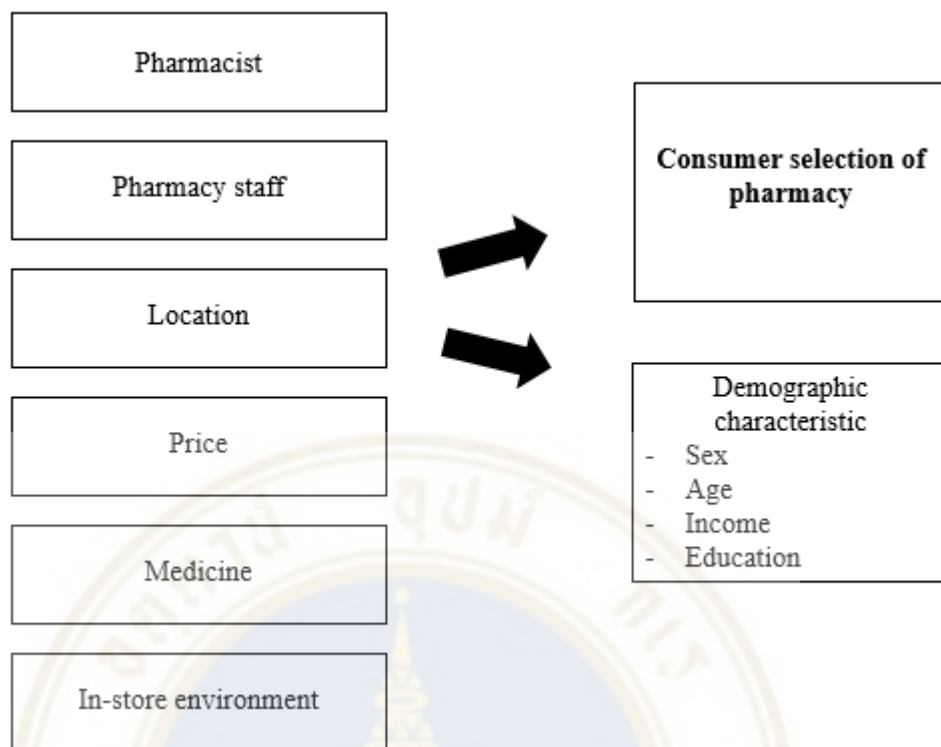 Pharmacist
Pharmacy staff
Location
Price
Medicine
In-store environment
Consumer selection of
pharmacy
Demographic
characteristic
- Sex
- Age
- Income
- Education